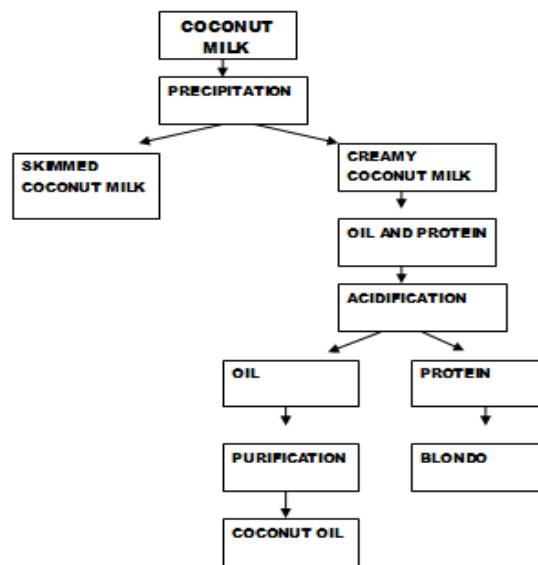 COCONUT
MILK
PRECIPITATION
SKIMMED
COCONUT MILK
CREAMY
COCONUT MILK
OIL AND PROTEIN
ACIDIFICATION
OIL
PROTEIN
PURIFICATION
BLONDO
COCONUT OIL